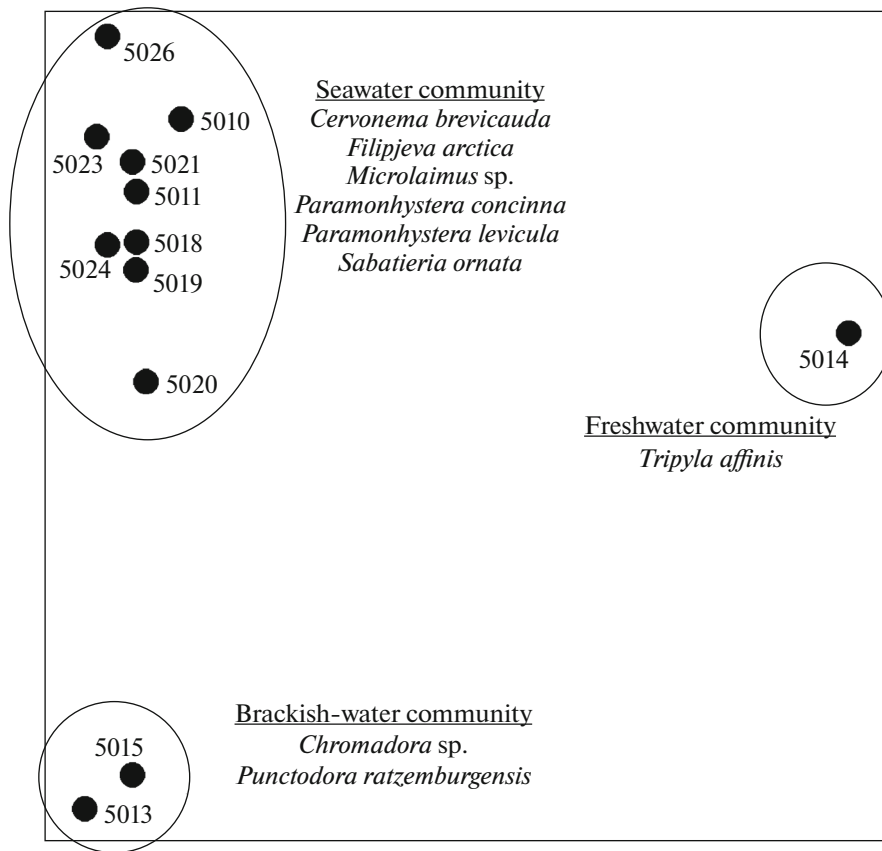 5026
5010
5023
5021
5011
5018
5024
5019
5020
Seawater community
Cervonema brevicauda
Filipjeva arctica
Microlaimus sp.
Paramonhystera concinna
Paramonhystera levicula
Sabatieria ornata
5014
Freshwater community
Tripyla affinis
Brackish-water community
Chromadora sp.
Punctodora ratzemburgensis
5015
5013